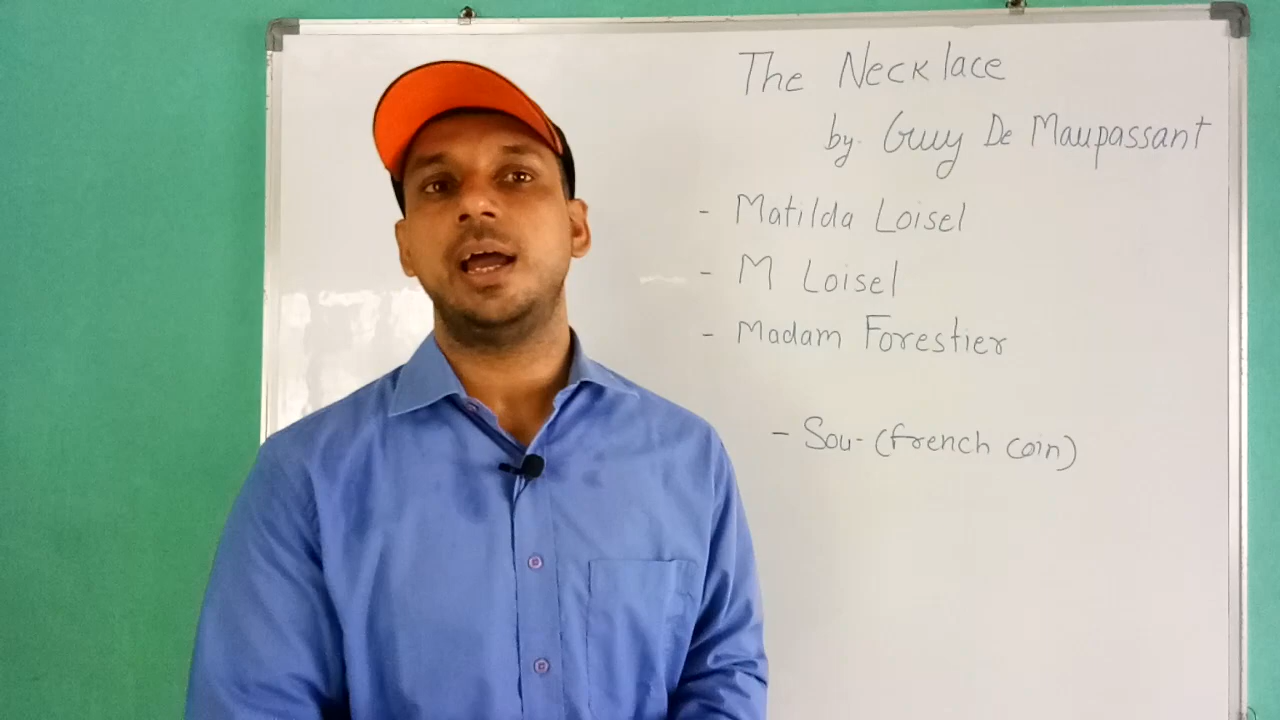 The Necklace
by. Guy De Maupassant
- Matilda Loisel
- M Loisel
- Madam Forestier
- Sou- (french coin)